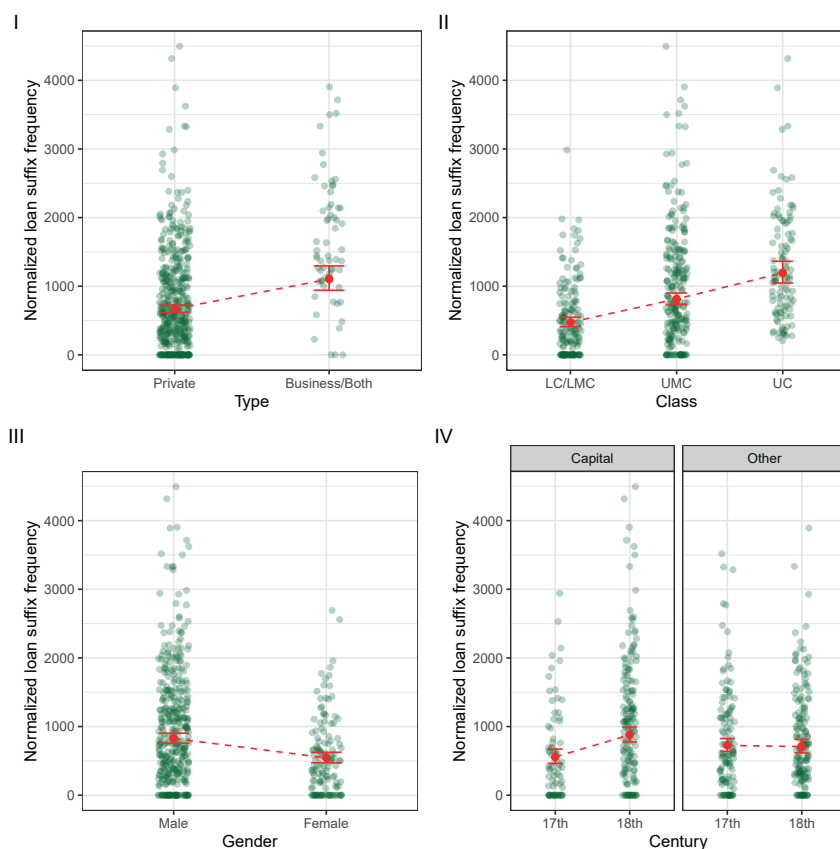 I
Normalized loan suffix frequency
4000
3000
2000
1000
0
Private Business/Both
Type
II
Normalized loan suffix frequency
4000
3000
2000
1000
0
LC/LMC UMC UC
Class
III
Normalized loan suffix frequency
4000
3000
2000
1000
0
Male Female
Gender
IV
Capital Other
Normalized loan suffix frequency
4000
3000
2000
1000
0
17th 18th 17th 18th
Century